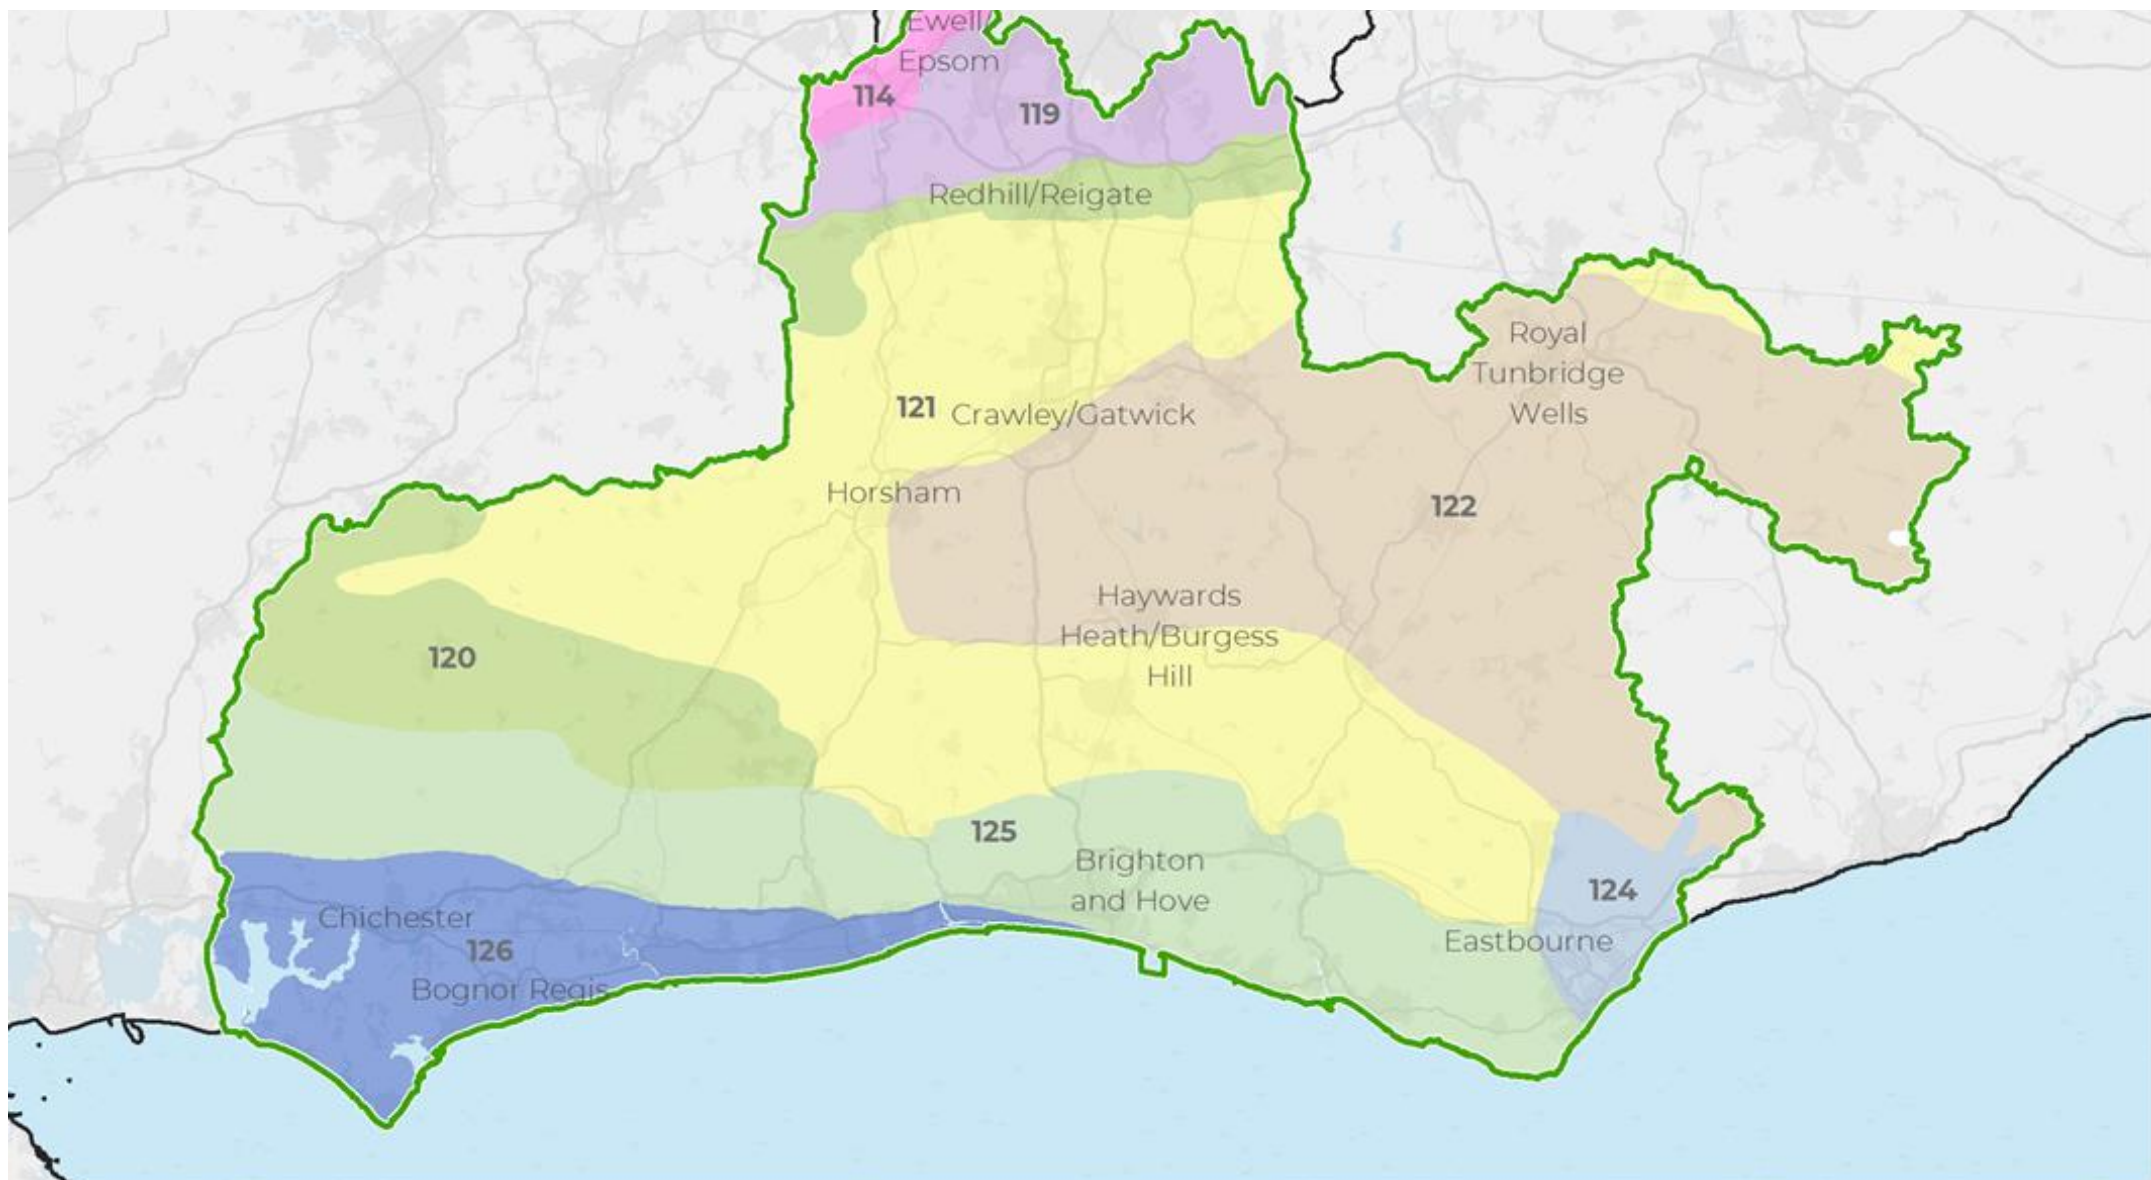 Ewell/
Epsom
114
119
Redhill/Reigate
Royal
Tunbridge
Wells
121
Crawley/Gatwick
Horsham
122
Haywards
Heath/Burgess
Hill
120
125
Brighton
and Hove
124
Chichester
126
Eastbourne
Bognor Regis